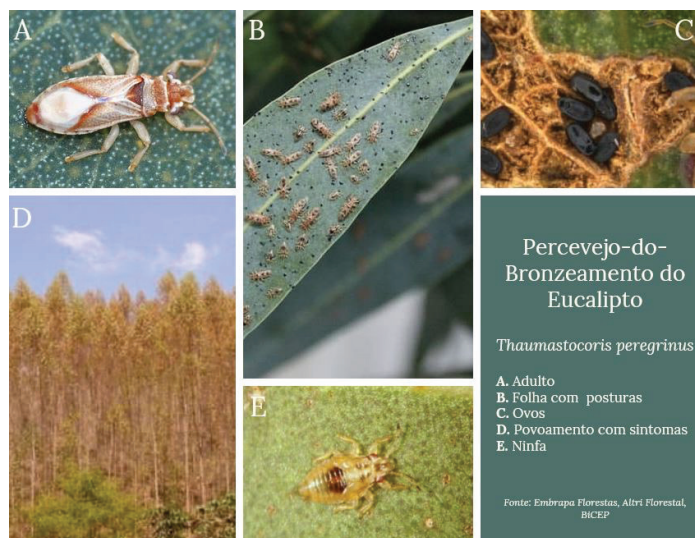 A
B
C
D
E
Percevejo-do-
Bronzeamento do
Eucalipto
Thaumastocoris peregrinus
A. Adulto
B. Folha com posturas
C. Ovos
D. Povoamento com sintomas
E. Ninfa
Fonte: Embrapa Florestas, Altri Florestal,
BiCEP